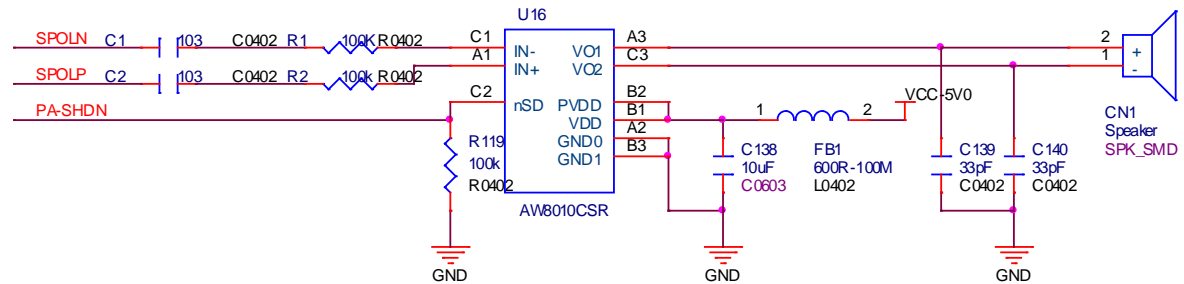 U16
SPOLN C1 103 C0402 R1 100K R0402 C1 IN- VO1 A3 2
SPOLP C2 103 C0402 R2 100k R0402 A1 IN+ VO2 C3 1
+
-
PA-SHDN C2 nSD PVDD B2
VDD B1 1 2 VCC-5V0
GND0 A2
GND1 B3
CN1
Speaker
SPK_SMD
R119
100k
R0402
C138
10uF
C0603
FB1
600R-100M
L0402
C139
33pF
C0402
C140
33pF
C0402
AW8010CSR
GND
GND
GND